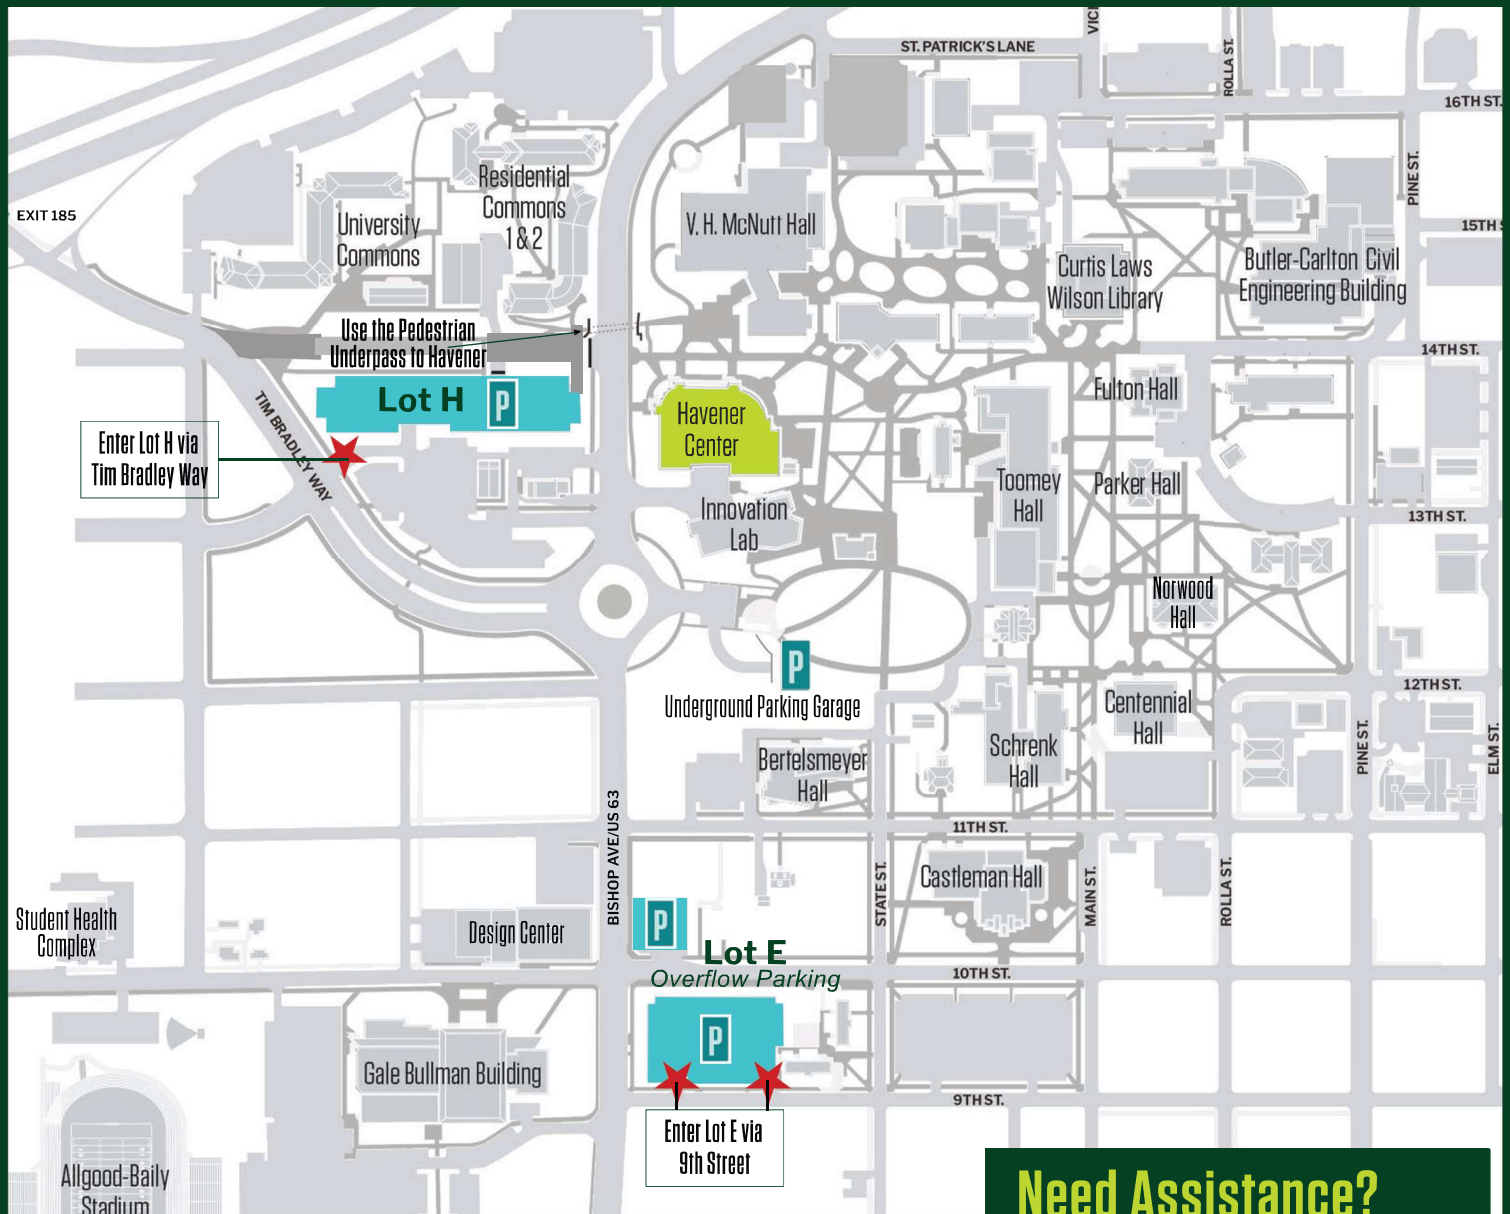 ST. PATRICK'S LANE
VICI
ROLLA ST.
16TH ST.
PINE ST.
EXIT 185
15TH S
Residential
Commons
1 & 2
University
Commons
V. H. McNutt Hall
Curtis Laws
Wilson Library
Butler-Carlton Civil
Engineering Building
Use the Pedestrian
Underpass to Havener
14TH ST.
Lot H
P
Fulton Hall
TIM BRADLEY WAY
Havener
Center
Enter Lot H via
Tim Bradley Way
Toomey
Hall
Parker Hall
Innovation
Lab
13TH ST.
Norwood
Hall
P
Underground Parking Garage
12TH ST.
Centennial
Hall
Schrenk
Hall
PINE ST.
ELM ST.
Bertelsmeyer
Hall
BISHOP AVE/US 63
11TH ST.
STATE ST.
Castleman Hall
MAIN ST.
ROLLA ST.
Student Health
Complex
Design Center
P
Lot E
Overflow Parking
10TH ST.
P
Gale Bullman Building
9TH ST.
Enter Lot E via
9th Street
Allgood-Baily
Stadium
Need Assistance?